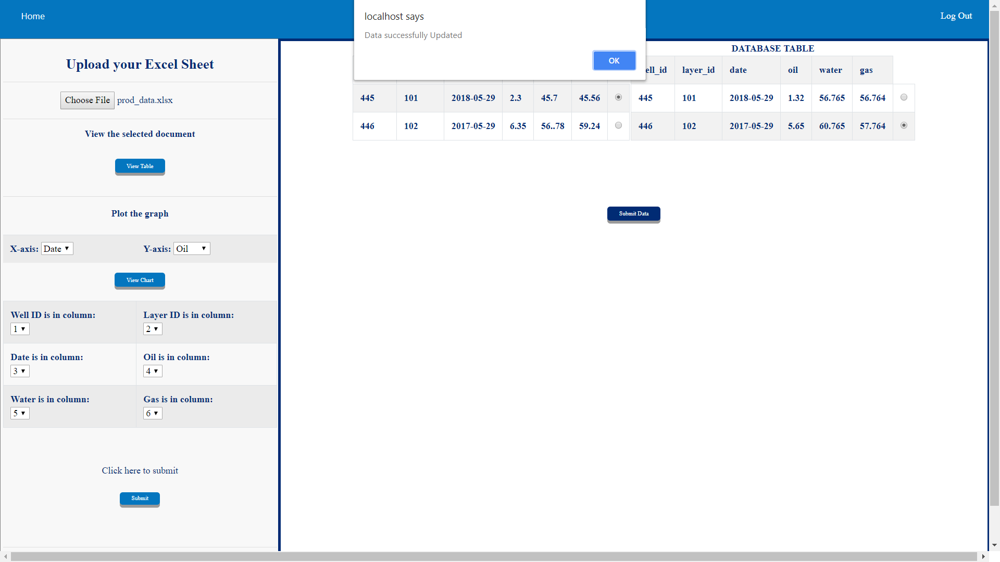 Home
Log Out
localhost says
Data successfully Updated
OK
Upload your Excel Sheet
Choose File prod_data.xlsx
View the selected document
View Table
Plot the graph
X-axis: Date Y-axis: Oil
View Chart
Well ID is in column: Layer ID is in column:
1 2
Date is in column: Oil is in column:
3 4
Water is in column: Gas is in column:
5 6
Click here to submit
Submit
DATABASE TABLE
ell_id layer_id date oil water gas
445 101 2018-05-29 2.3 45.7 45.56 445 101 2018-05-29 1.32 56.765 56.764
446 102 2017-05-29 6.35 56..78 59.24 446 102 2017-05-29 5.65 60.765 57.764
Submit Data